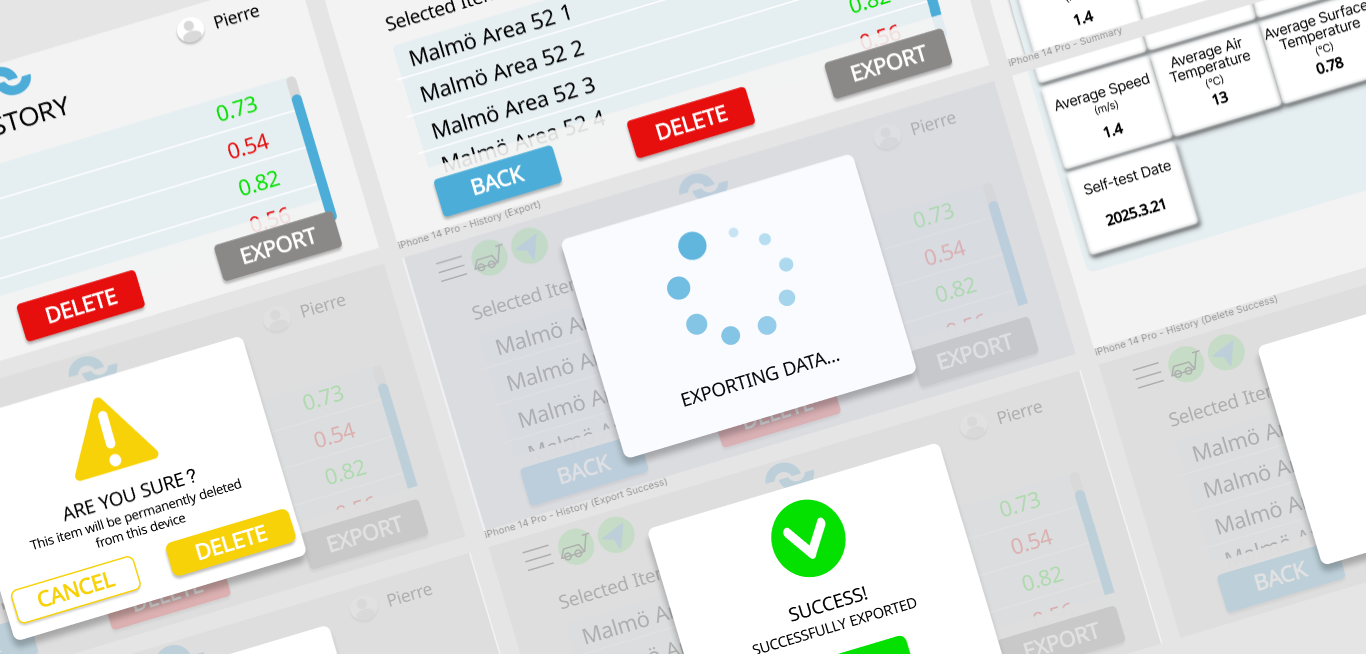 Pierre
STORY
0.73
0.54
0.82
0.56
EXPORT
DELETE
Malmö Area 52 1
Malmö Area 52 2
Malmö Area 52 3
Malmö Area 52 4
0.82
0.56
EXPORT
DELETE
BACK
1.4
iPhone 14 Pro - Summary
Average Speed
(m/s)
1.4
Average Air
Temperature
(°C)
13
Average Surface
Temperature
(°C)
0.78
Self-test Date
2025.3.21
Pierre
0.73
0.54
0.82
0.56
EXPORT
ARE YOU SURE?
This item will be permanently deleted
from this device
DELETE
CANCEL
DELETE
iPhone 14 Pro - History (Export)
Pierre
Selected Ite
Malmö Ar
Malmö A
Malmö A
Malmö A
0.73
0.54
0.82
0.56
EXPORT
DELETE
BACK
EXPORTING DATA...
iPhone 14 Pro - History (Delete Success)
Selected Item
Malmö A
Malmö A
Malmö A
Malmö A
BACK
Pierre
iPhone 14 Pro - History (Export Success)
Pierre
Selected Ite
Malmö Ar
0.73
0.54
0.82
0.56
EXPORT
SUCCESS!
SUCCESSFULLY EXPORTED